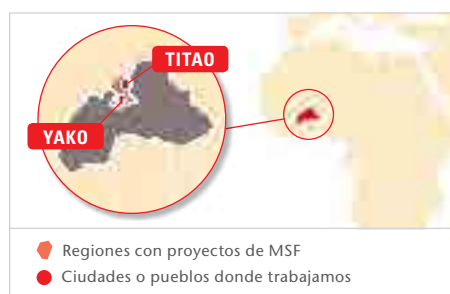 TITAO
YAKO
Regiones con proyectos de MSF
Ciudades o pueblos donde trabajamos